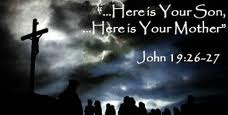 "...Here is Your Son,
...Here is Your Mother"
John 19:26-27